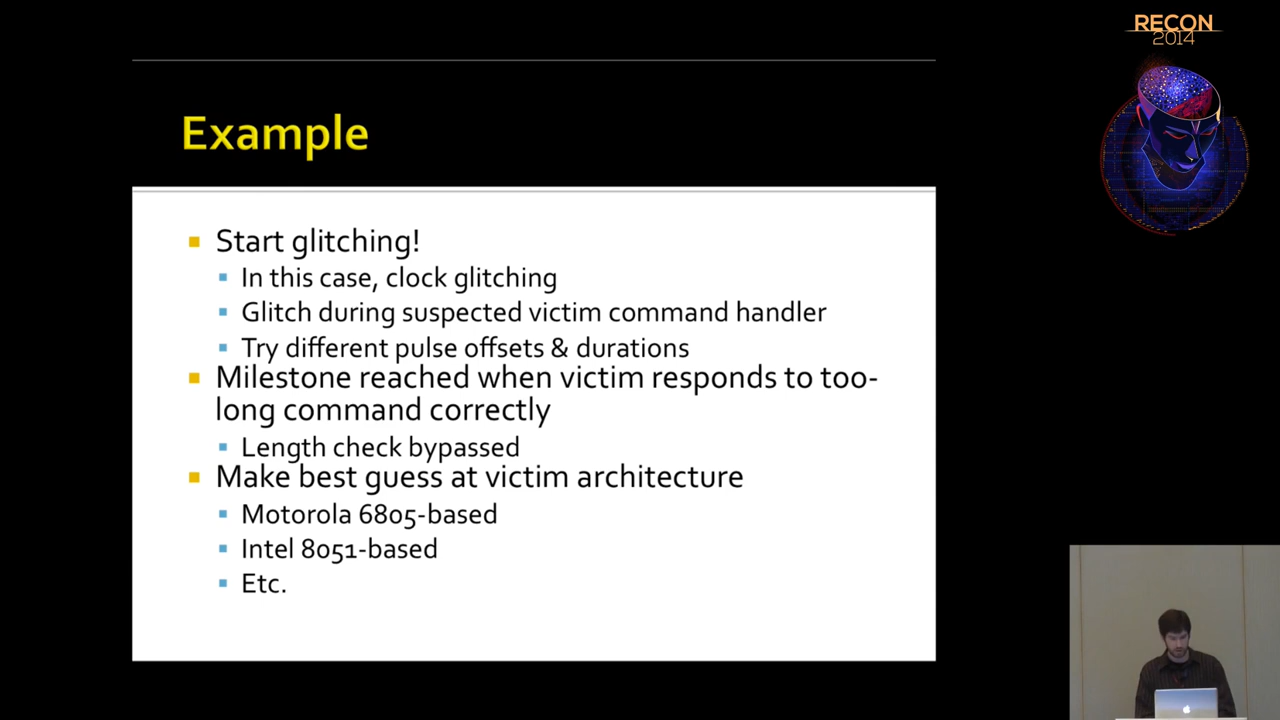 RECON
2014
Example
Start glitching!
In this case, clock glitching
Glitch during suspected victim command handler
Try different pulse offsets & durations
Milestone reached when victim responds to too-
long command correctly
Length check bypassed
Make best guess at victim architecture
Motorola 6805-based
Intel 8051-based
Etc.